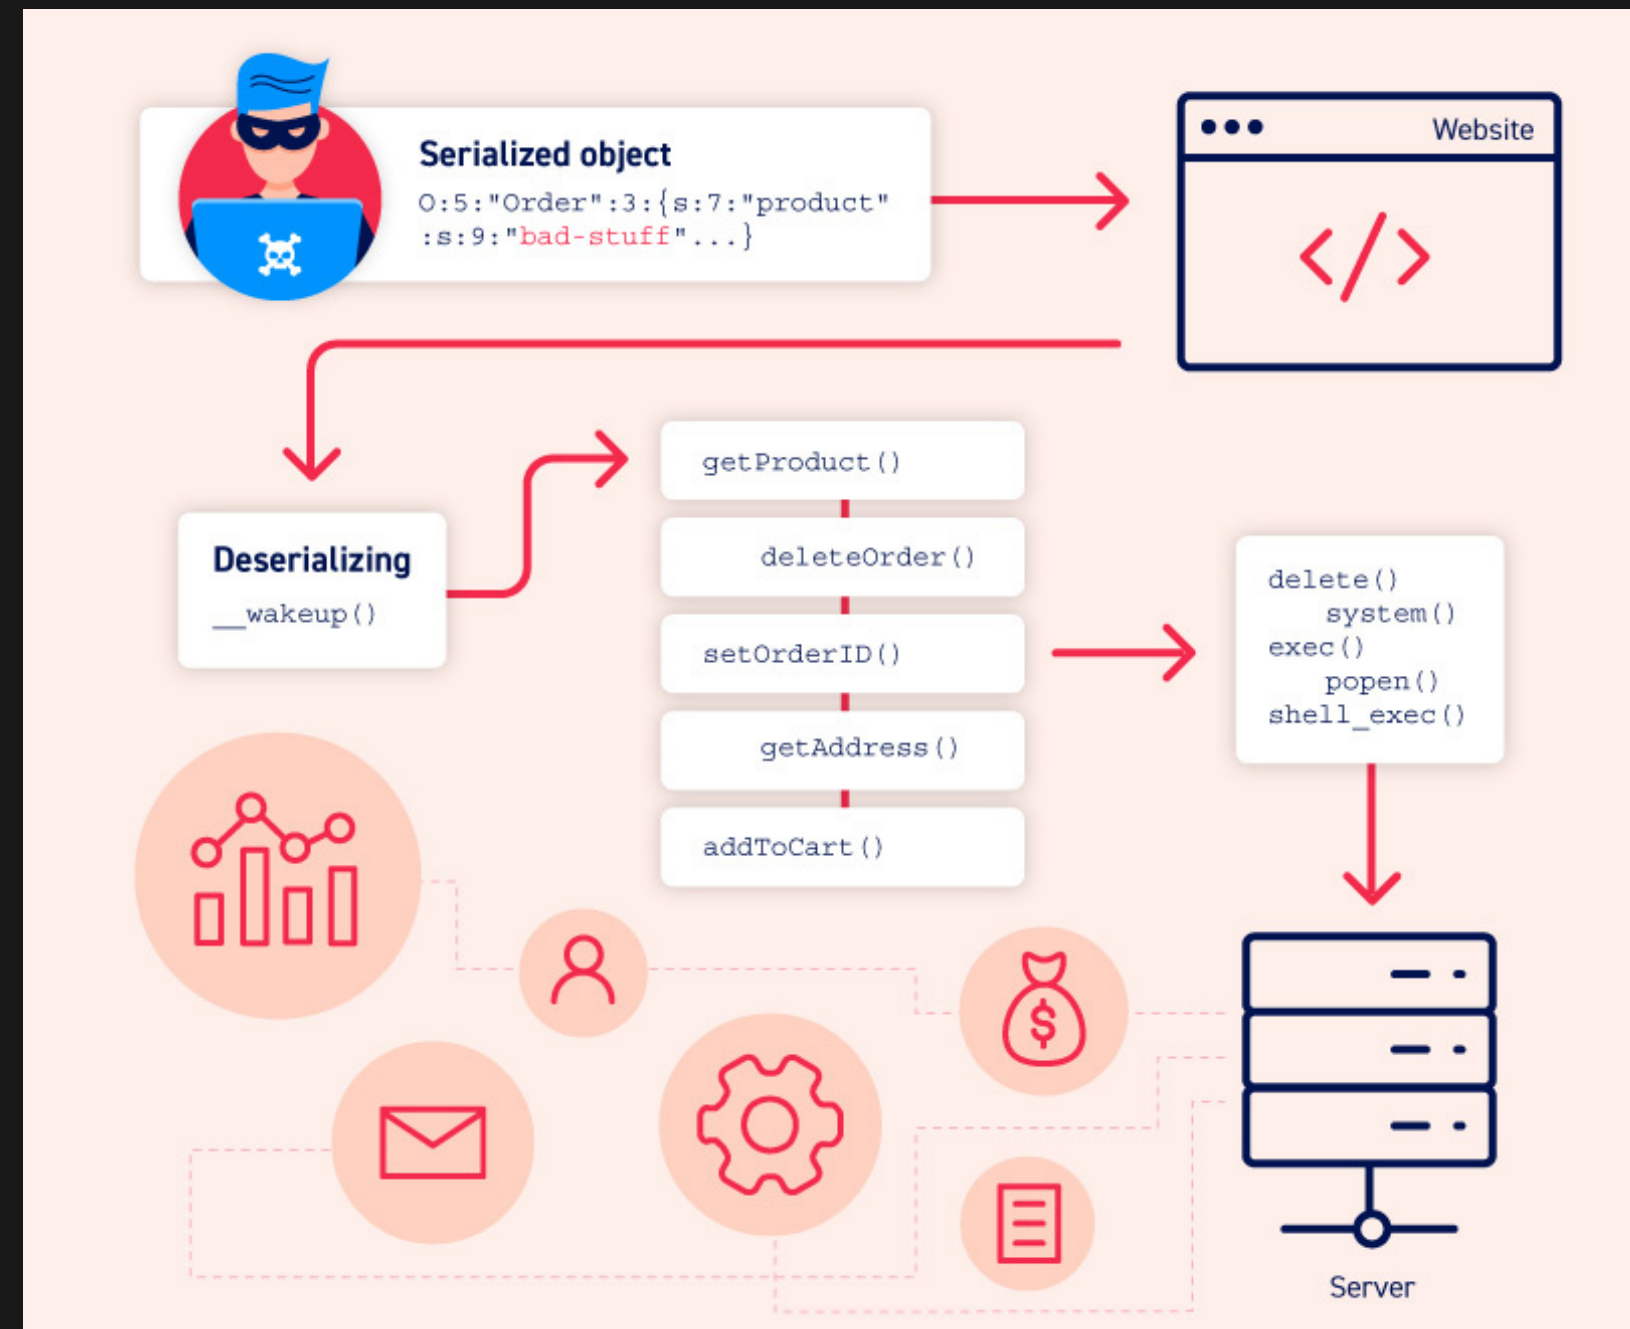 Serialized object
O:5:"Order":3:{s:7:"product"
:s:9:"bad-stuff"...}
Website
</>
Deserializing
__wakeup()
getProduct()
deleteOrder()
setOrderID()
getAddress()
addToCart()
delete()
system()
exec()
popen()
shell_exec()
$
Server